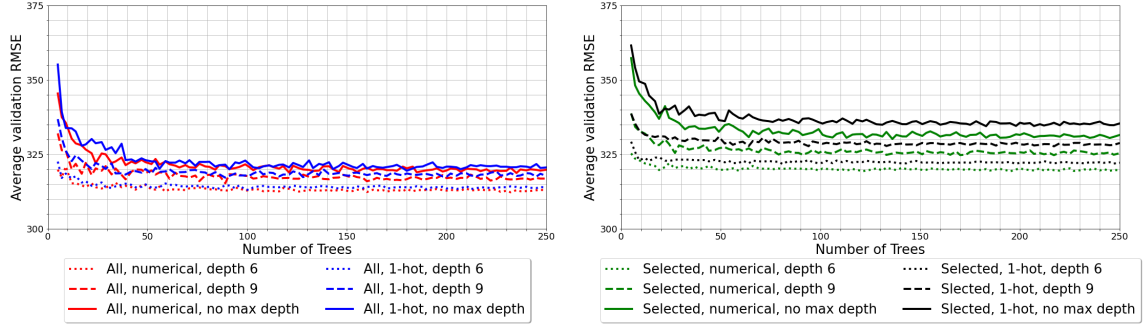 375
350
325
300
Average validation RMSE
0 50 100 150 200 250
Number of Trees
All, numerical, depth 6
All, numerical, depth 9
All, numerical, no max depth
All, 1-hot, depth 6
All, 1-hot, depth 9
All, 1-hot, no max depth
375
350
325
300
Average validation RMSE
0 50 100 150 200 250
Number of Trees
Selected, numerical, depth 6
Selected, numerical, depth 9
Selected, numerical, no max depth
Selected, 1-hot, depth 6
Slected, 1-hot, depth 9
Slected, 1-hot, no max depth